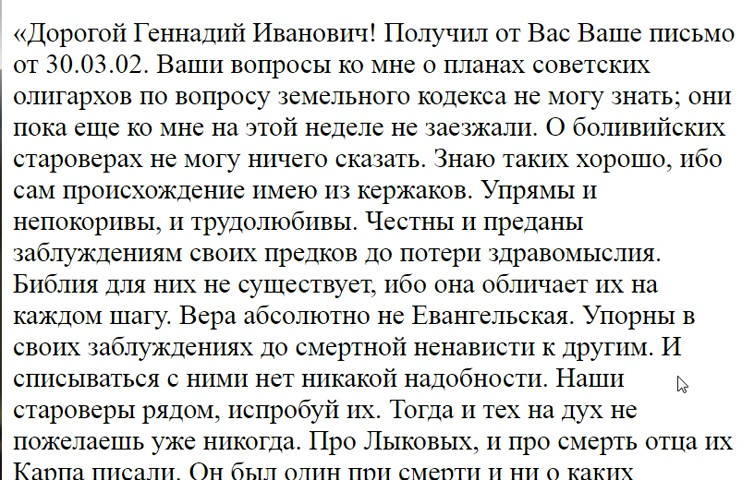 «Дорогой Геннадий Иванович! Получил от Вас Ваше письмо
от 30.03.02. Ваши вопросы ко мне о планах советских
олигархов по вопросу земельного кодекса не могу знать; они
пока еще ко мне на этой неделе не заезжали. О боливийских
староверах не могу ничего сказать. Знаю таких хорошо, ибо
сам происхождение имею из кержаков. Упрямы и
непокоривы, и трудолюбивы. Честны и преданы
заблуждениям своих предков до потери здравомыслия.
Библия для них не существует, ибо она обличает их на
каждом шагу. Вера абсолютно не Евангельская. Упорны в
своих заблуждениях до смертной ненависти к другим. И
списываться с ними нет никакой надобности. Наши
староверы рядом, испробуй их. Тогда и тех на дух не
пожелаешь уже никогда. Про Лыковых, и про смерть отца их
Карпа писали. Он был один при смерти и ни о каких